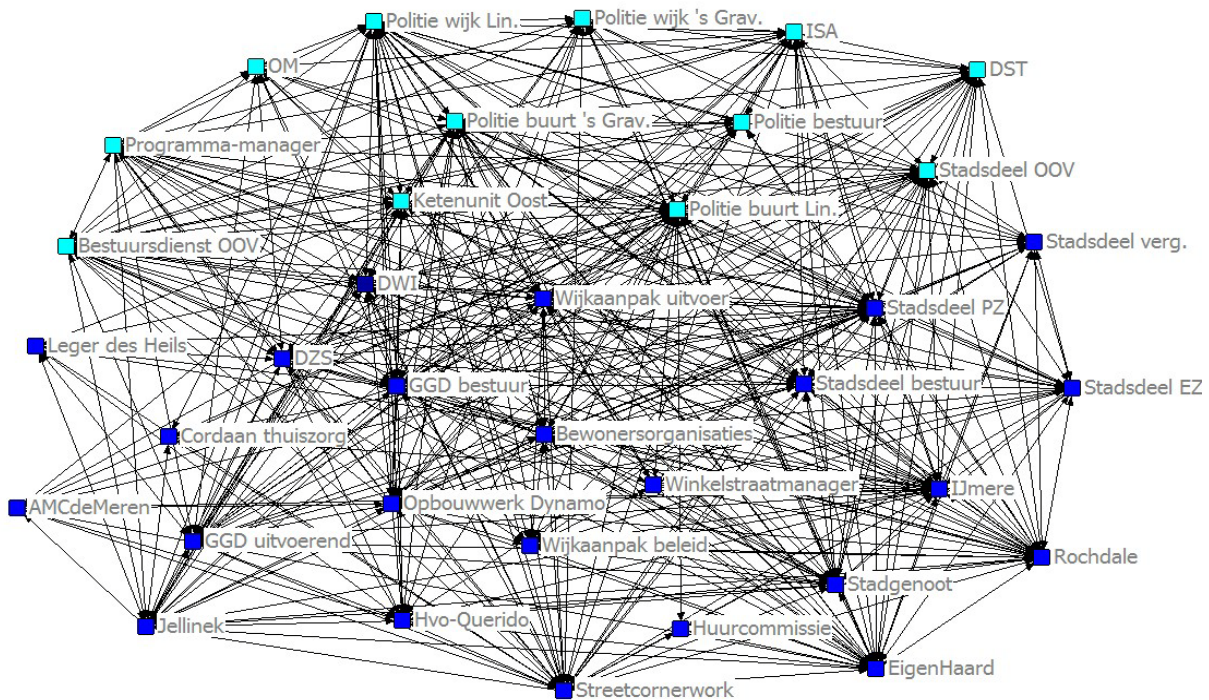 Politie wijk Lin.
Politie wijk 's Grav.
ISA
OM
DST
Politie buurt 's Grav.
Politie bestuur
Programma-manager
Stadsdeel OOV
Ketenunit Oost
Politie buurt Lin.
Bestuursdienst OOV
Stadsdeel verg.
DWI
Wijkaanpak uitvoer
Stadsdeel PZ
Leger des Heils
DZS
GGD bestuur
Stadsdeel bestuur
Stadsdeel EZ
Cordaan thuiszorg
Bewonersorganisaties
Winkelstraatmanager
IJmere
AMCdeMeren
Opbouwwerk Dynamo
GGD uitvoerend
Wijkaanpak beleid
Rochdale
Stadgenoot
Jellinek
Hvo-Querido
Huurcommissie
EigenHaard
Streetcornerwork